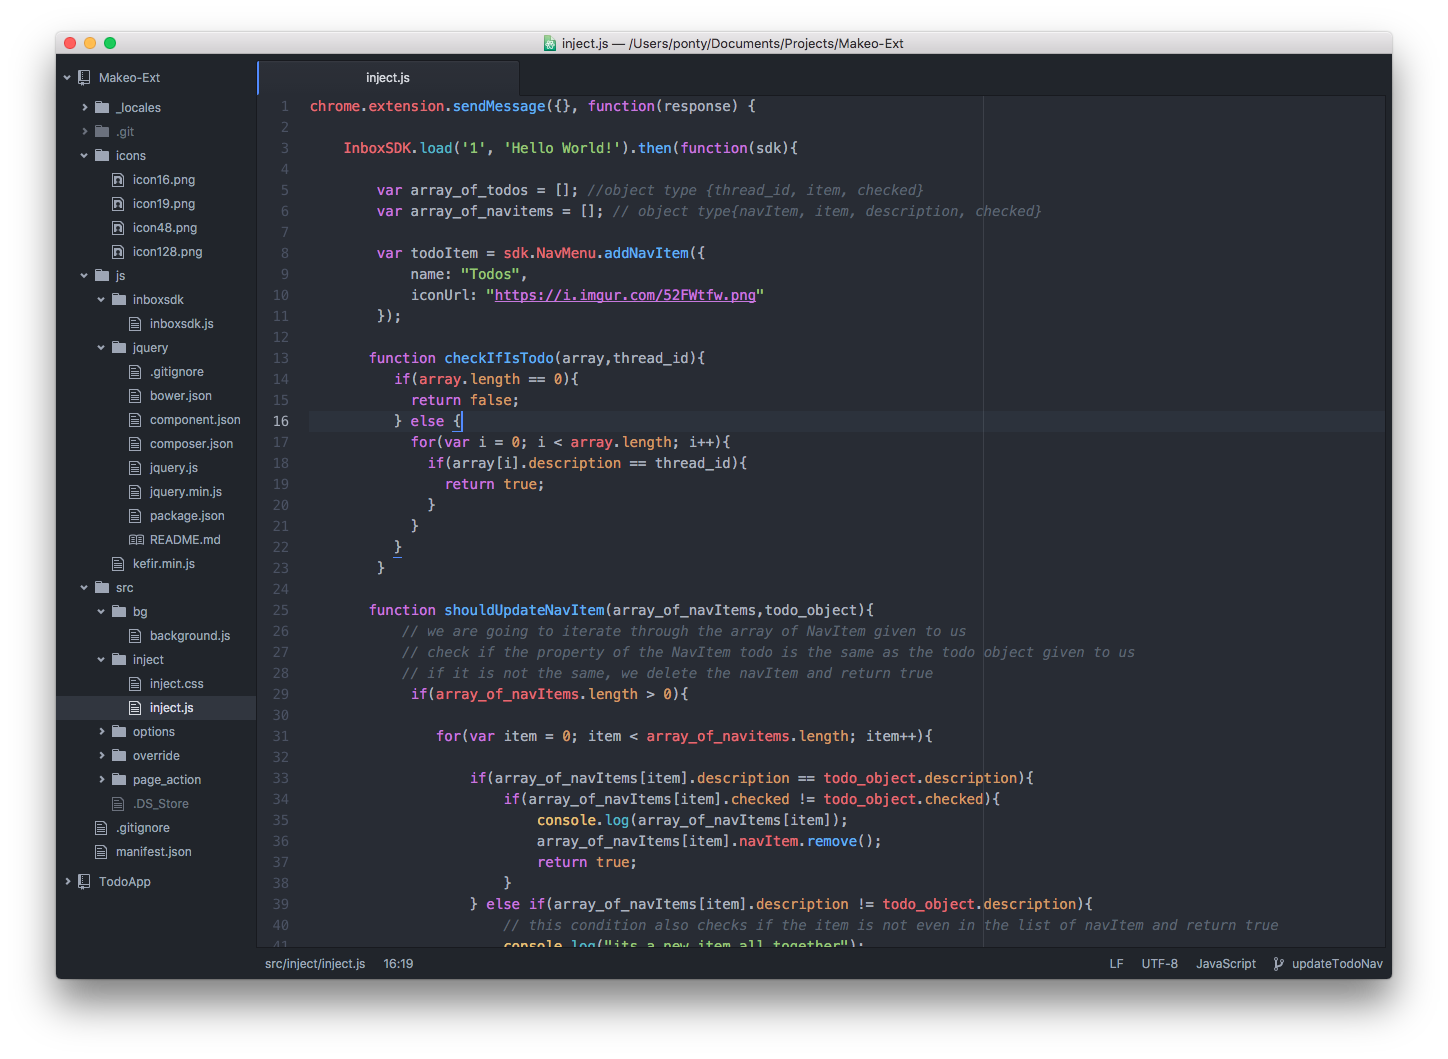 inject.js — /Users/ponty/Documents/Projects/Makeo-Ext
Makeo-Ext
_locales
.git
icons
icon16.png
icon19.png
icon48.png
icon128.png
js
inboxsdk
inboxsdk.js
jquery
.gitignore
bower.json
component.json
composer.json
jquery.js
jquery.min.js
package.json
README.md
kefir.min.js
src
bg
background.js
inject
inject.css
inject.js
options
override
page_action
.DS_Store
.gitignore
manifest.json
TodoApp
inject.js
1 chrome.extension.sendMessage({}, function(response) {
2
3 InboxSDK.load('1', 'Hello World!').then(function(sdk){
4
5 var array_of_todos = []; //object type {thread_id, item, checked}
6 var array_of_navitems = []; // object type{navItem, item, description, checked}
7
8 var todoItem = sdk.NavMenu.addNavItem({
9 name: "Todos",
10 iconUrl: "https://i.imgur.com/52FWtfw.png"
11 });
12
13 function checkIfIsTodo(array,thread_id){
14 if(array.length == 0){
15 return false;
16 } else {
17 for(var i = 0; i < array.length; i++){
18 if(array[i].description == thread_id){
19 return true;
20 }
21 }
22 }
23 }
24
25 function shouldUpdateNavItem(array_of_navItems,todo_object){
26 // we are going to iterate through the array of NavItem given to us
27 // check if the property of the NavItem todo is the same as the todo object given to us
28 // if it is not the same, we delete the navItem and return true
29 if(array_of_navItems.length > 0){
30
31 for(var item = 0; item < array_of_navitems.length; item++){
32
33 if(array_of_navItems[item].description == todo_object.description){
34 if(array_of_navItems[item].checked != todo_object.checked){
35 console.log(array_of_navItems[item]);
36 array_of_navItems[item].navItem.remove();
37 return true;
38 }
39 } else if(array_of_navItems[item].description != todo_object.description){
40 // this condition also checks if the item is not even in the list of navItem and return true
41 console.log("its a new item all together");
src/inject/inject.js 16:19 LF UTF-8 JavaScript updateTodoNav